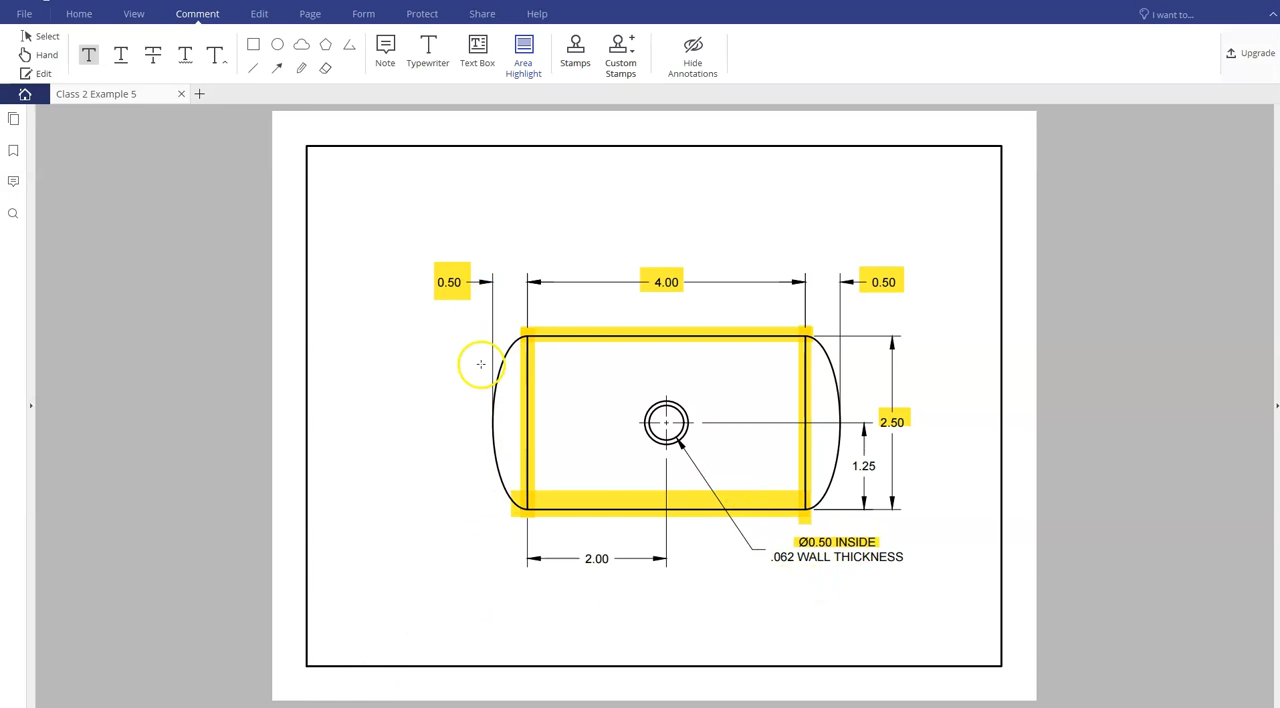 File Home View Comment Edit Page Form Protect Share Help I want to...
Select
Hand
Edit
T T T T T
Note Typewriter Text Box Area Highlight Stamps Custom Stamps Hide Annotations
Upgrade
Class 2 Example 5
0.50 4.00 0.50
2.50
1.25
Ø0.50 INSIDE
.062 WALL THICKNESS
2.00